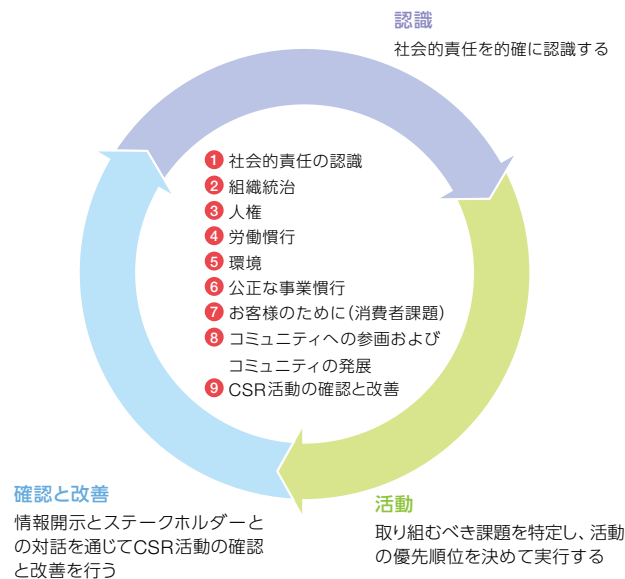 認識
社会的責任を的確に認識する
1 社会的責任の認識
2 組織統治
3 人権
4 労働慣行
5 環境
6 公正な事業慣行
7 お客様のために(消費者課題)
8 コミュニティへの参画および
コミュニティの発展
9 CSR活動の確認と改善
確認と改善
情報開示とステークホルダーと
の対話を通じてCSR活動の確認
と改善を行う
活動
取り組むべき課題を特定し、活動
の優先順位を決めて実行する